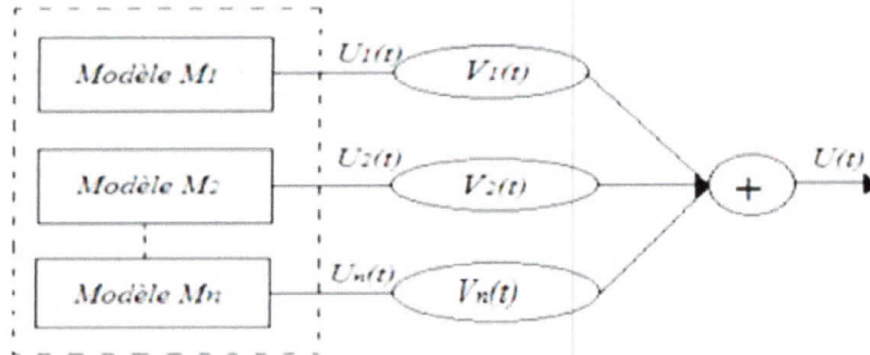 Modèle M1
U1(t)
V1(t)
Modèle M2
U2(t)
V2(t)
+
U(t)
Modèle Mn
Un(t)
Vn(t)